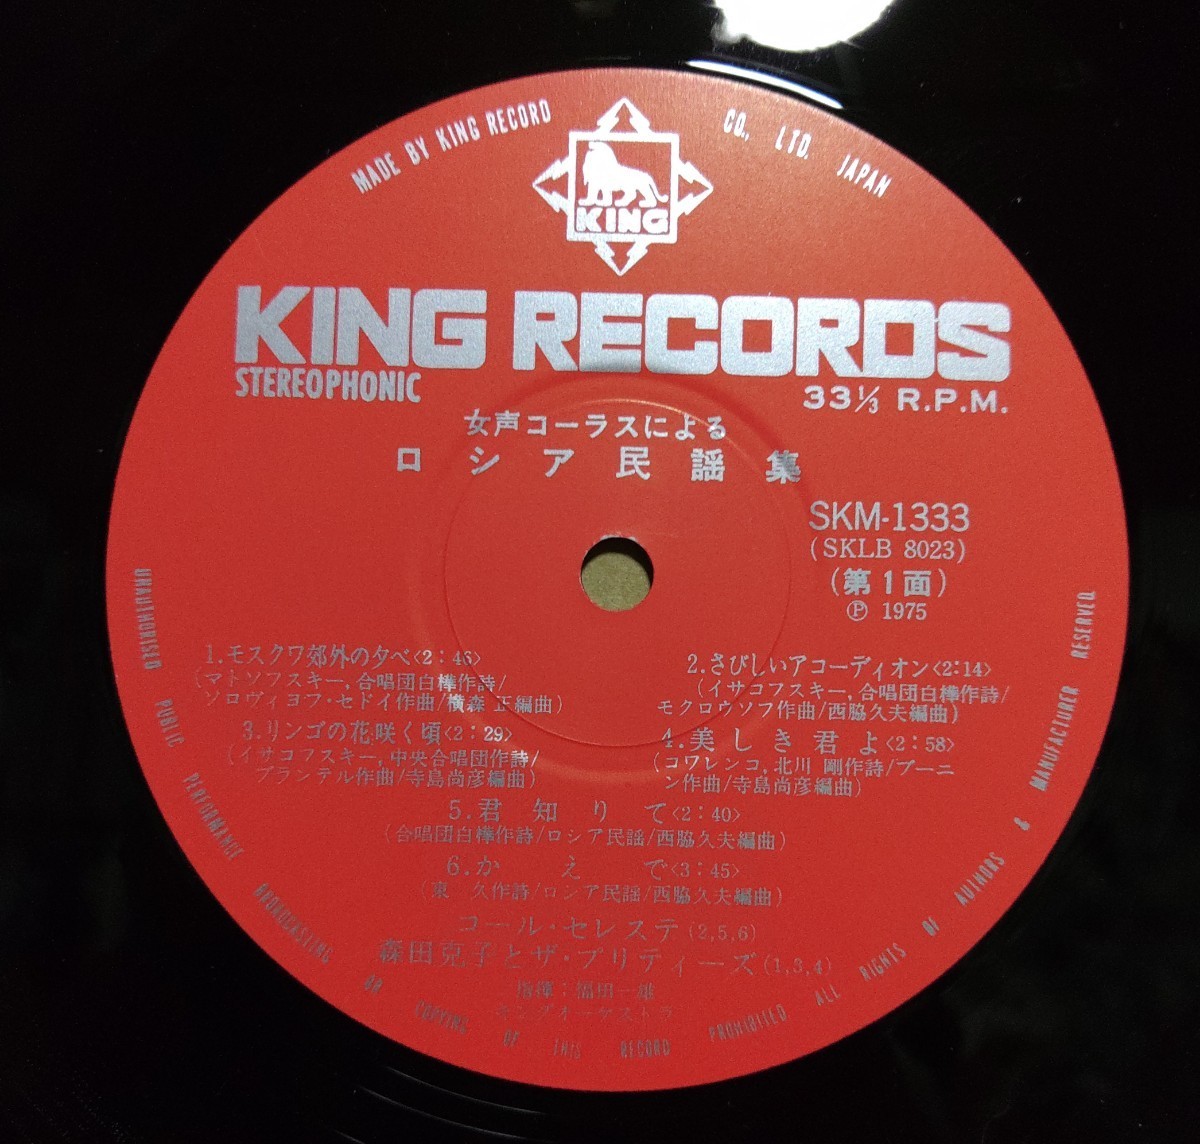 MADE BY KING RECORD CO., LTD. JAPAN
KING
KING RECORDS
STEREOPHONIC
33⅓ R.P.M.
女声コーラスによる
ロシア民謡集
SKM-1333
(SKLB 8023)
(第1面)
Ⓟ 1975
1.モスクワ郊外の夕べ<2:46>
(マトソフスキー,合唱団白樺作詩/
ソロヴィヨフ・セドイ作曲/横森 正編曲)
2.さびしいアコーディオン<2:14>
(イサコフスキー,合唱団白樺作詩/
モクロウソフ作曲/西脇久夫編曲)
3.リンゴの花咲く頃<2:29>
(イサコフスキー,中央合唱団作詩/
ブランテル作曲/寺島尚彦編曲)
4.美しき君よ<2:58>
(コワレンコ,北川 剛作詩/ブーニ
ン作曲/寺島尚彦編曲)
5.君知りて<2:40>
(合唱団白樺作詩/ロシア民謡/西脇久夫編曲)
6.かえで<3:45>
(東 久作詩/ロシア民謡/西脇久夫編曲)
コール・セレステ(2,5,6)
森田克子とザ・プリティーズ(1,3,4)
指揮:福田一雄
キングオーケストラ
UNAUTHORISED PUBLIC PERFORMANCE BROADCASTING OR COPYING OF THIS RECORD PROHIBITED ALL RIGHTS OF AUTHORS & MANUFACTURER RESERVED.